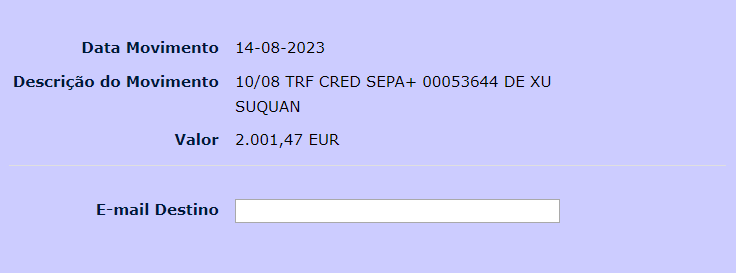 Data Movimento 14-08-2023
Descrição do Movimento 10/08 TRF CRED SEPA+ 00053644 DE XU
SUQUAN
Valor 2.001,47 EUR
E-mail Destino